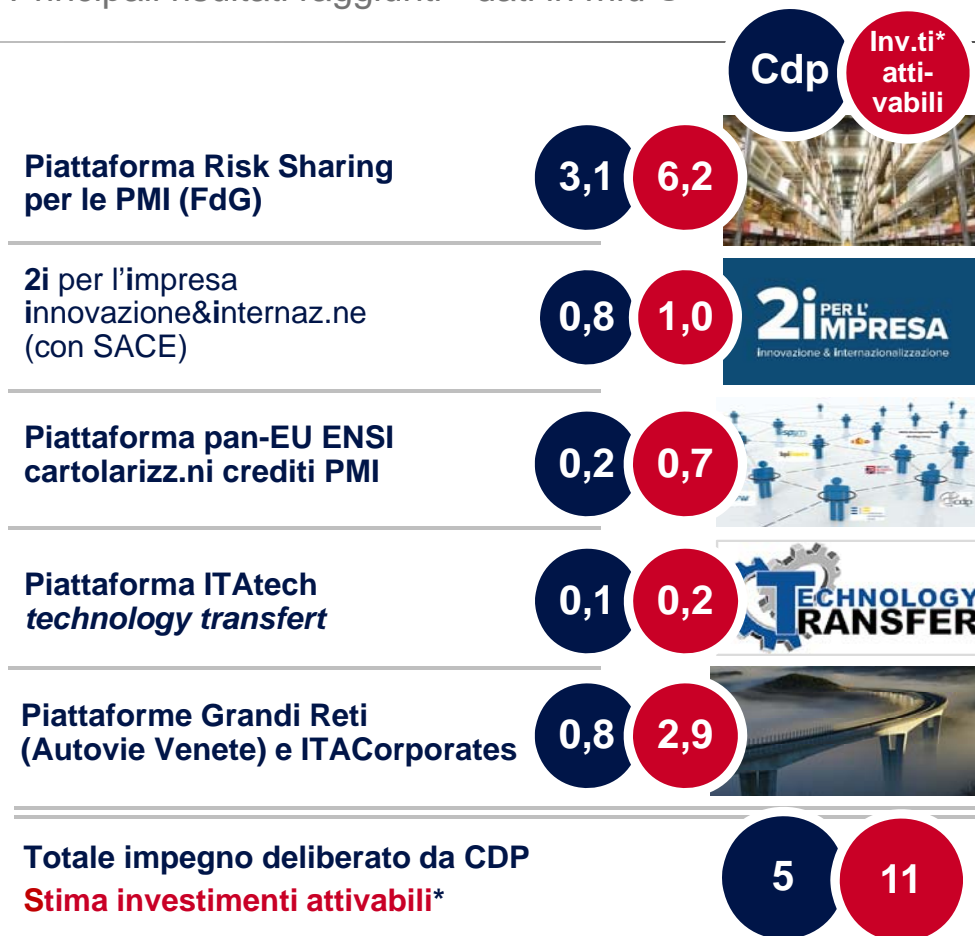 Cdp
Inv.ti*
atti-
vabili
Piattaforma Risk Sharing
per le PMI (FdG)
3,1
6,2
2i per l'impresa
innovazione&internaz.ne
(con SACE)
0,8
1,0
2i PER L'IMPRESA
innovazione & internazionalizzazione
Piattaforma pan-EU ENSI
cartolarizz.ni crediti PMI
0,2
0,7
cdp
Piattaforma ITAtech
technology transfert
0,1
0,2
TECHNOLOGY
TRANSFER
Piattaforme Grandi Reti
(Autovie Venete) e ITACorporates
0,8
2,9
Totale impegno deliberato da CDP
5
11
Stima investimenti attivabili*